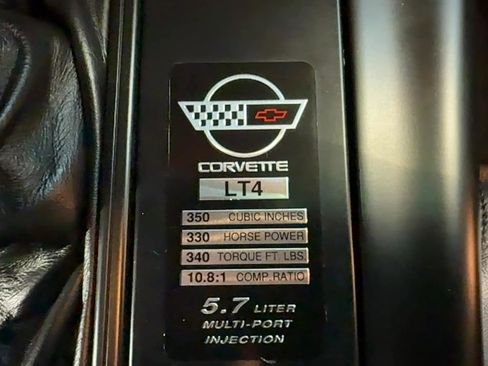 CORVETTE
LT4
350 CUBIC INCHES
330 HORSE POWER
340 TORQUE FT LBS
10.8:1 COMP. RATIO
5.7 LITER
MULTI-PORT
INJECTION